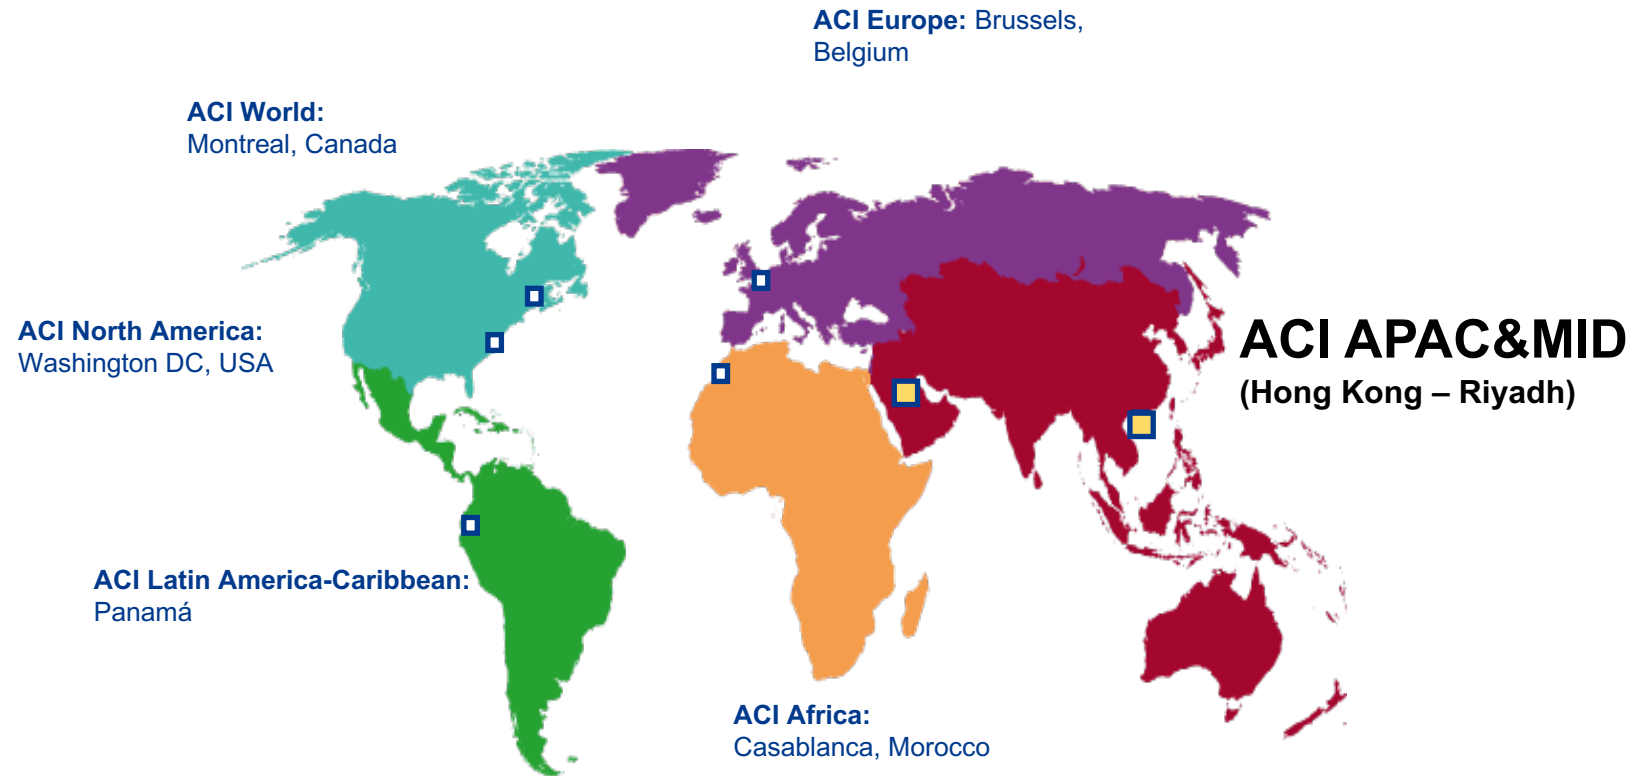 ACI Europe: Brussels,
Belgium
ACI World:
Montreal, Canada
ACI North America:
Washington DC, USA
ACI APAC&MID
(Hong Kong – Riyadh)
ACI Latin America-Caribbean:
Panamá
ACI Africa:
Casablanca, Morocco